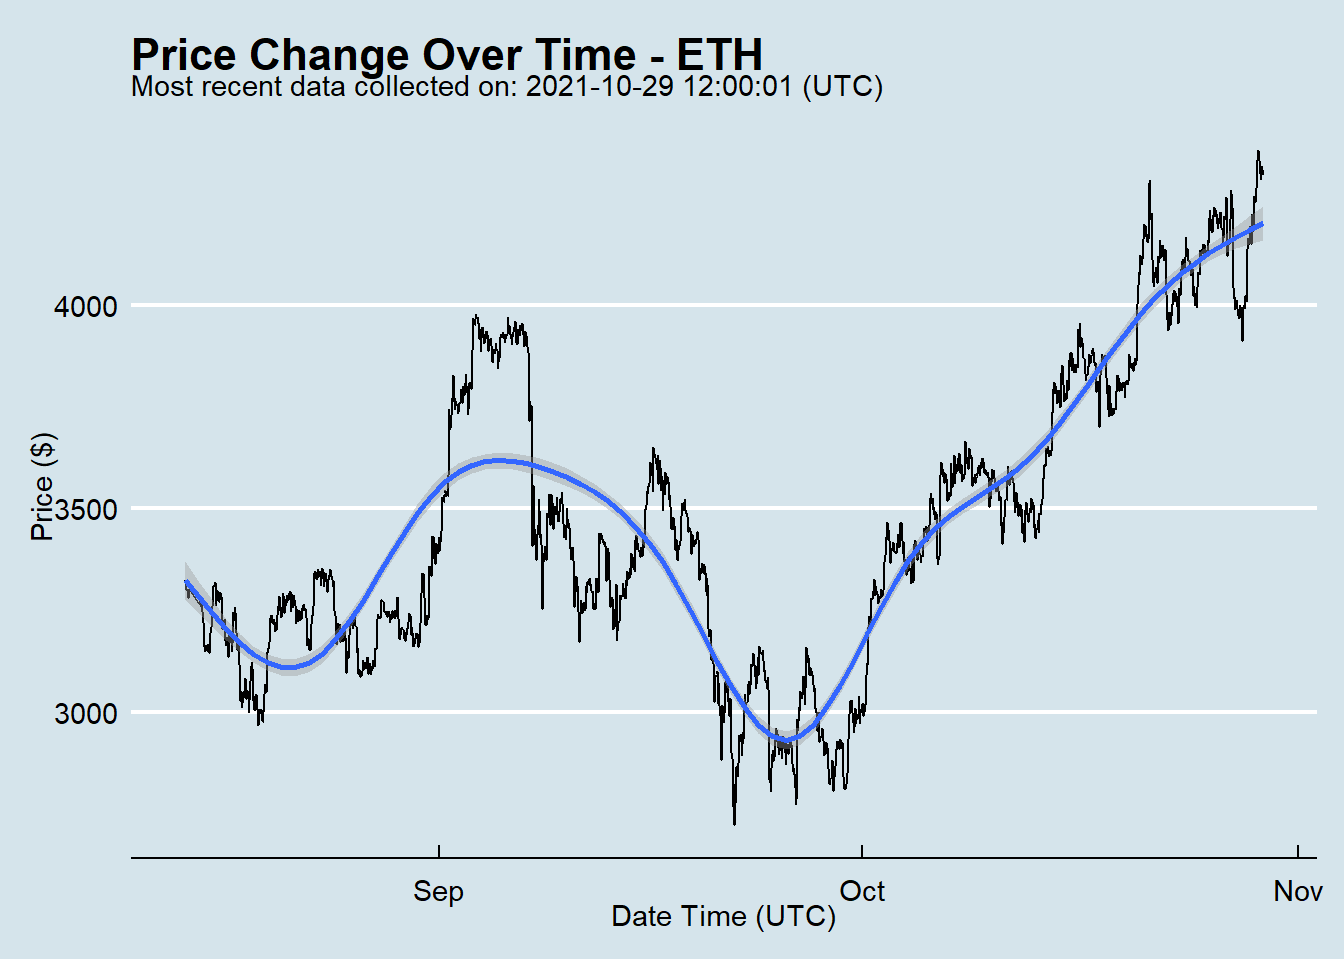 Price Change Over Time - ETH
Most recent data collected on: 2021-10-29 12:00:01 (UTC)
Price ($)
4000
3500
3000
Sep
Oct
Nov
Date Time (UTC)